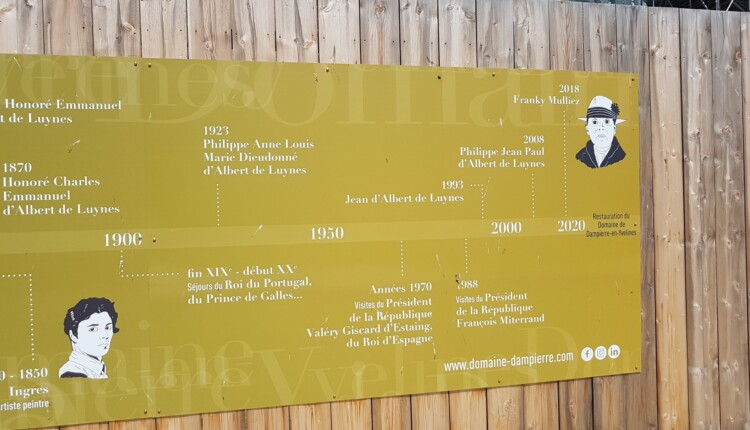 Honoré Emmanuel
t de Luynes
1870
Honoré Charles
Emmanuel
d'Albert de Luynes
1923
Philippe Anne Louis
Marie Dieudonné
d'Albert de Luynes
1993
Jean d'Albert de Luynes
2008
Philippe Jean Paul
d'Albert de Luynes
2018
Franky Mulliez
1900
1950
2000
2020
Restauration du
Domaine de
Dampierre-en-Yvelines
fin XIXe - début XXe
Séjours du Roi du Portugal,
du Prince de Galles...
Années 1970
Visites du Président
de la République
Valéry Giscard d'Estaing,
du Roi d'Espagne
1988
Visites du Président
de la République
François Miterrand
0 - 1850
Ingres
artiste peintre
www.domaine-dampierre.com